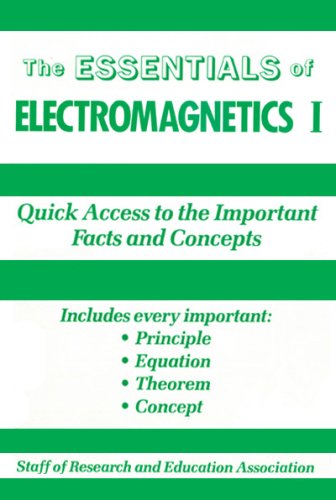 The ESSENTIALS of
ELECTROMAGNETICS I
Quick Access to the Important
Facts and Concepts
Includes every important:
• Principle
• Equation
• Theorem
• Concept
Staff of Research and Education Association